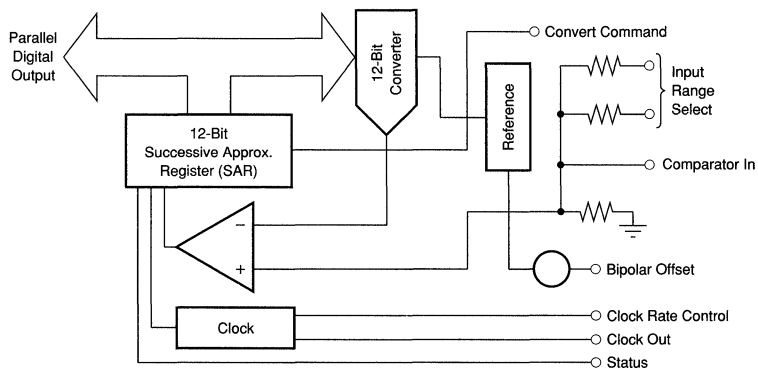 Parallel
Digital
Output
12-Bit
Converter
Convert Command
Reference
Input
Range
Select
12-Bit
Successive Approx.
Register (SAR)
Comparator In
−
+
Bipolar Offset
Clock
Clock Rate Control
Clock Out
Status